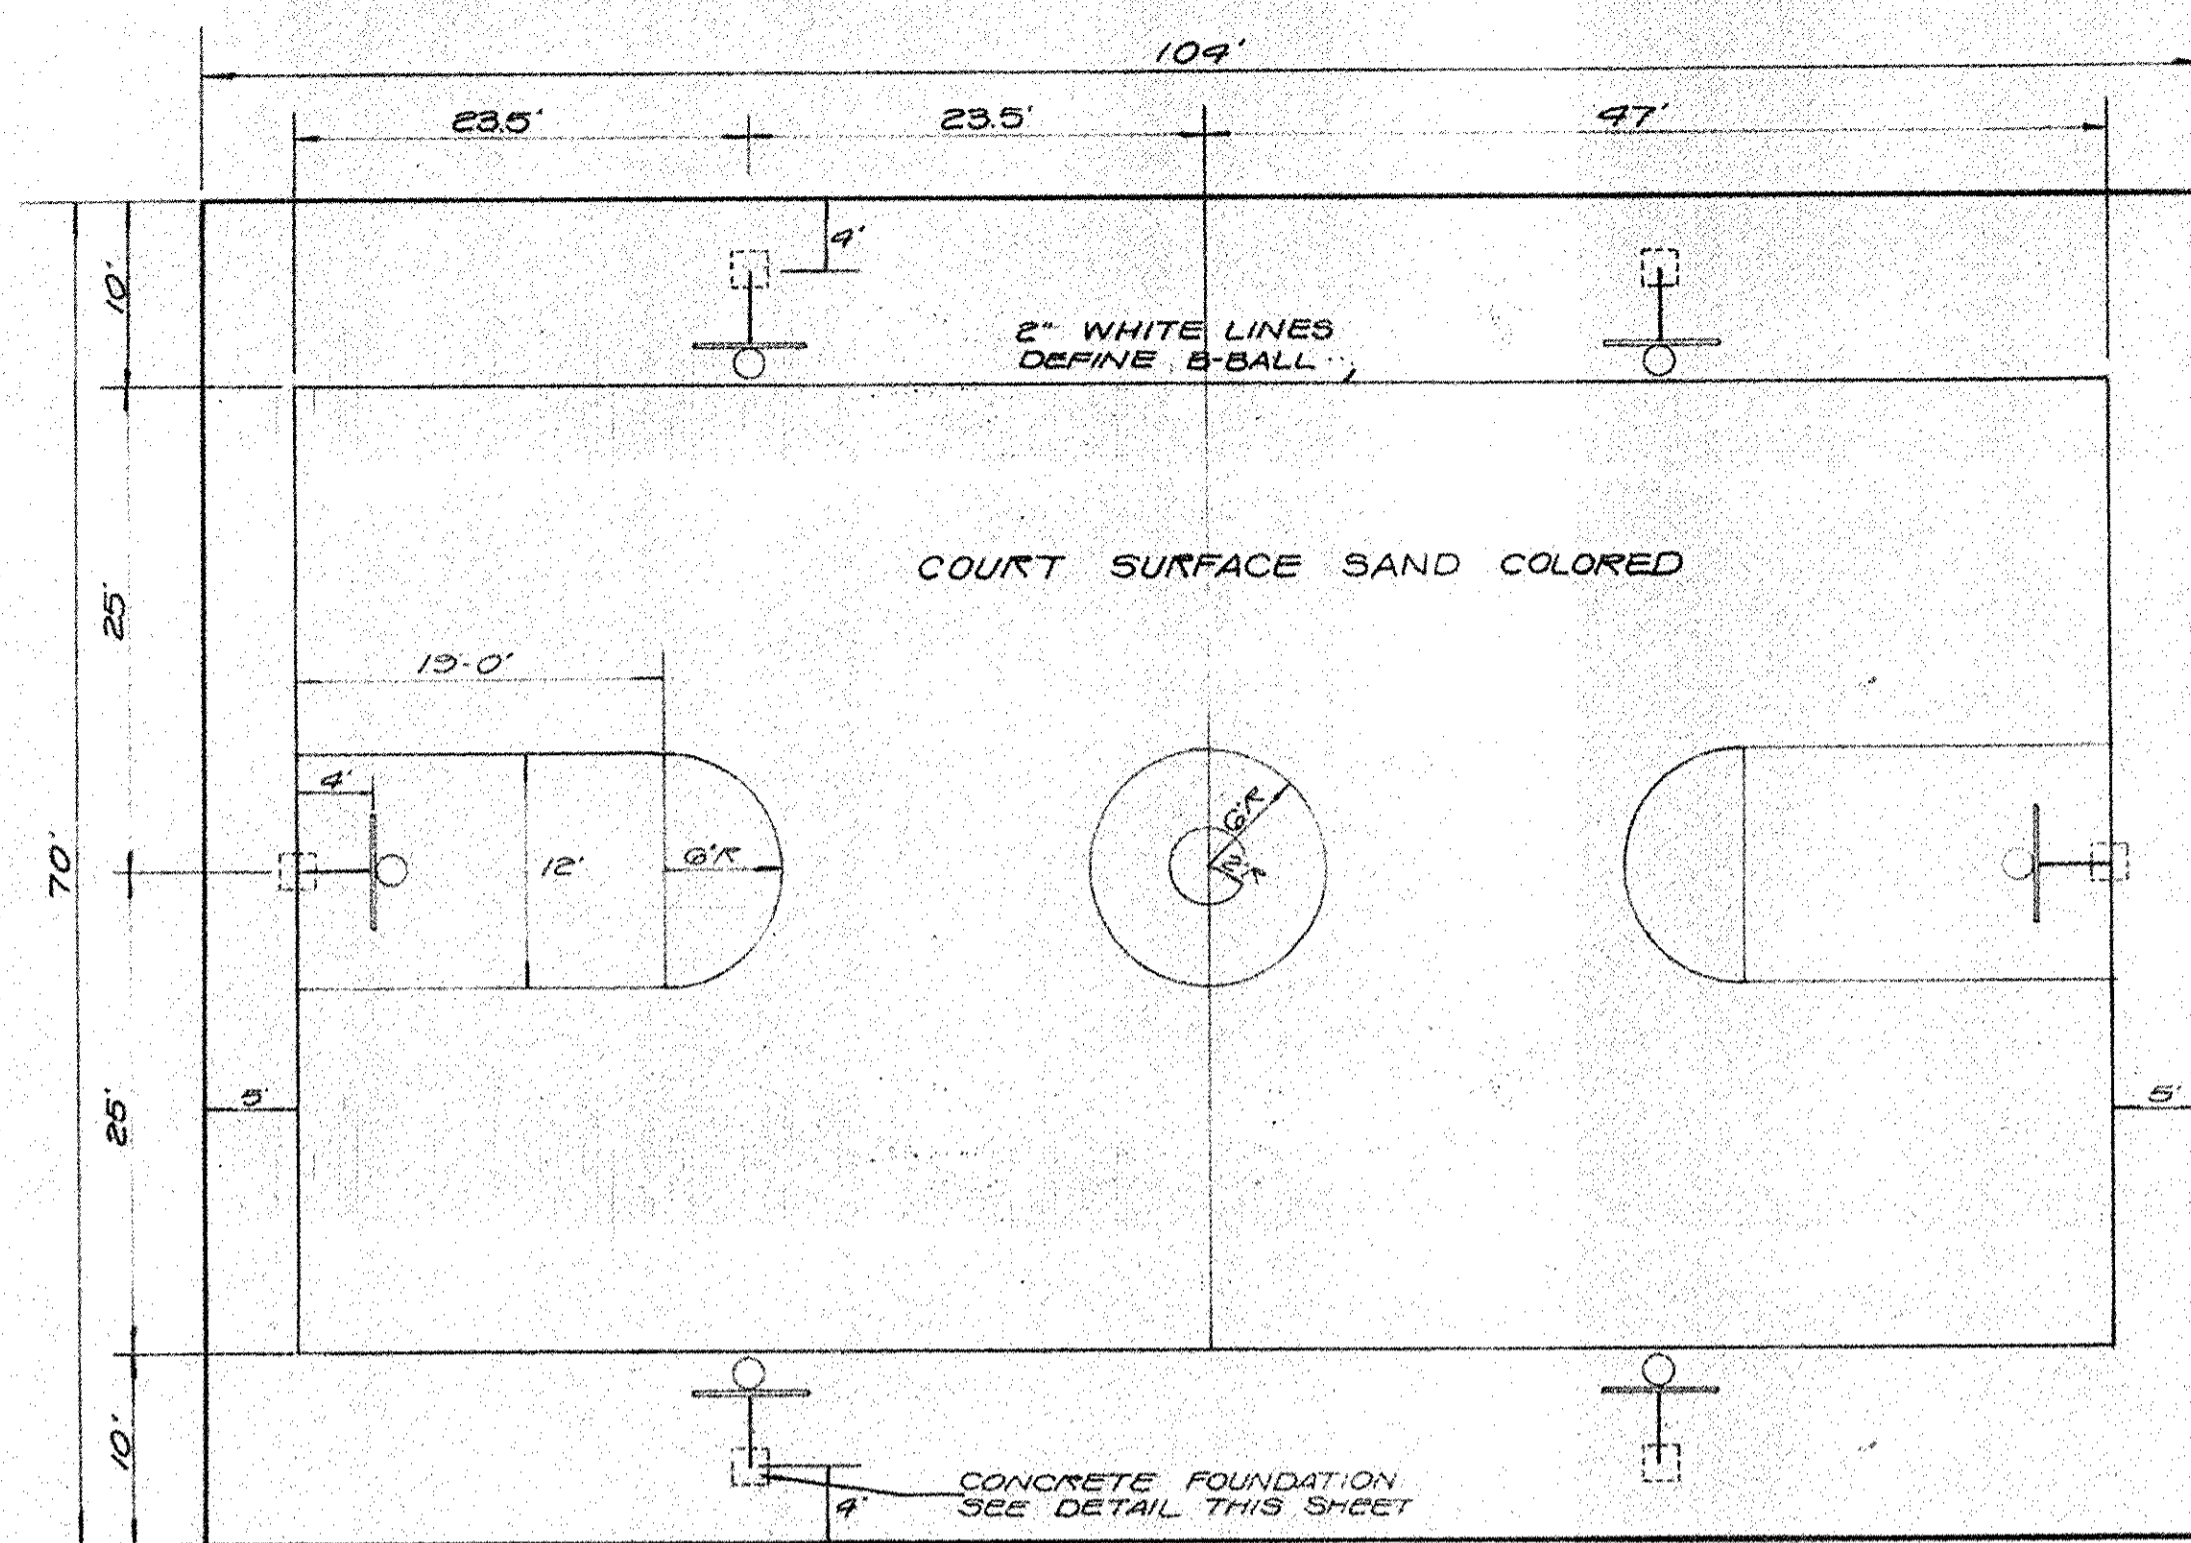 104'
23.5'
23.5'
47'
4'
10'
2" WHITE LINES
DEFINE B-BALL
COURT SURFACE SAND COLORED
25'
19-0'
4'
6'R
2'R
70'
12'
6'R
5'
5'
25'
10'
CONCRETE FOUNDATION
SEE DETAIL THIS SHEET
4'